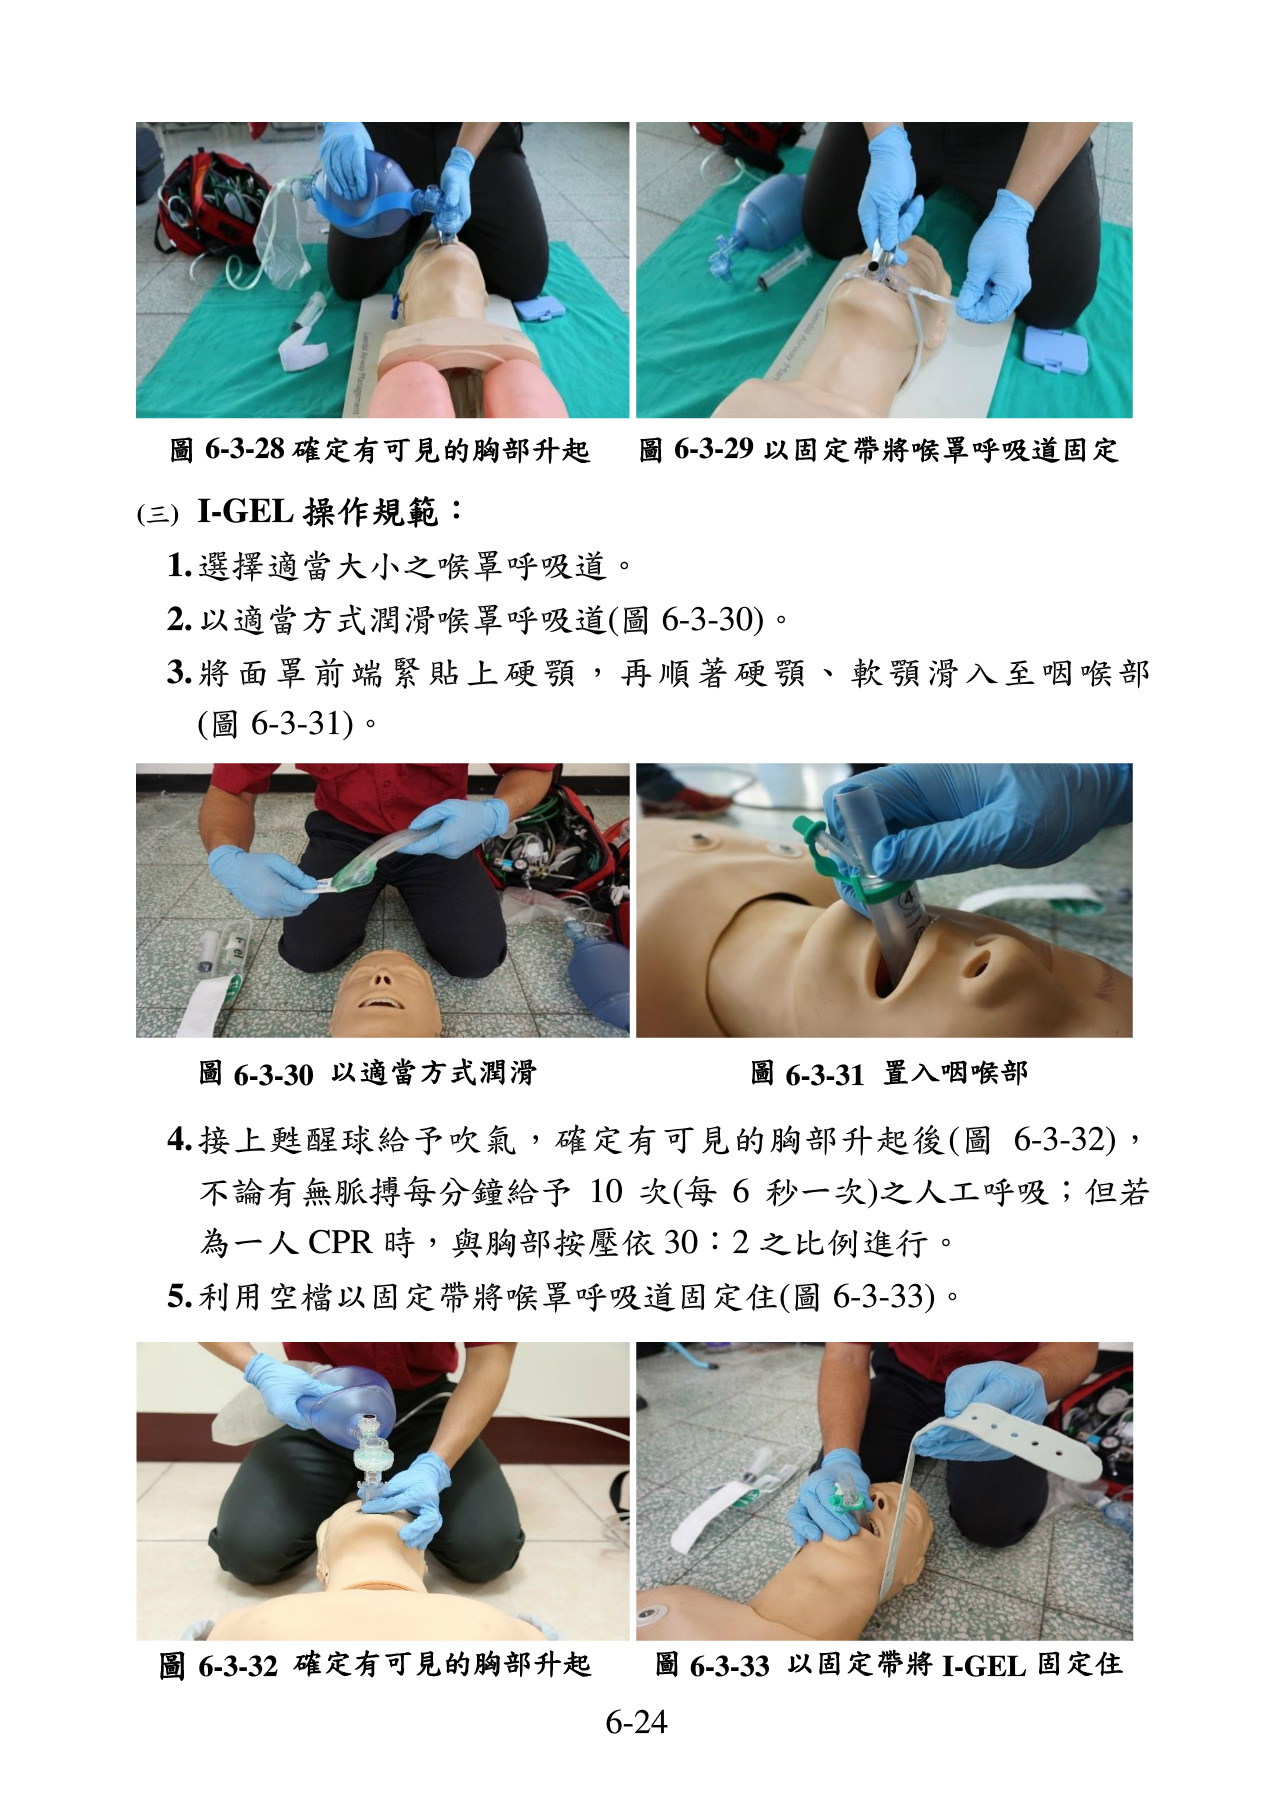 圖 6-3-28 確定有可見的胸部升起
圖 6-3-29 以固定帶將喉罩呼吸道固定
(三) I-GEL 操作規範：
1.選擇適當大小之喉罩呼吸道。
2.以適當方式潤滑喉罩呼吸道(圖 6-3-30)。
3.將面罩前端緊貼上硬顎，再順著硬顎、軟顎滑入至咽喉部
(圖 6-3-31)。
圖 6-3-30 以適當方式潤滑
圖 6-3-31 置入咽喉部
4.接上甦醒球給予吹氣，確定有可見的胸部升起後(圖 6-3-32)，
不論有無脈搏每分鐘給予 10 次(每 6 秒一次)之人工呼吸；但若
為一人 CPR 時，與胸部按壓依 30：2 之比例進行。
5.利用空檔以固定帶將喉罩呼吸道固定住(圖 6-3-33)。
圖 6-3-32 確定有可見的胸部升起
圖 6-3-33 以固定帶將 I-GEL 固定住
6-24